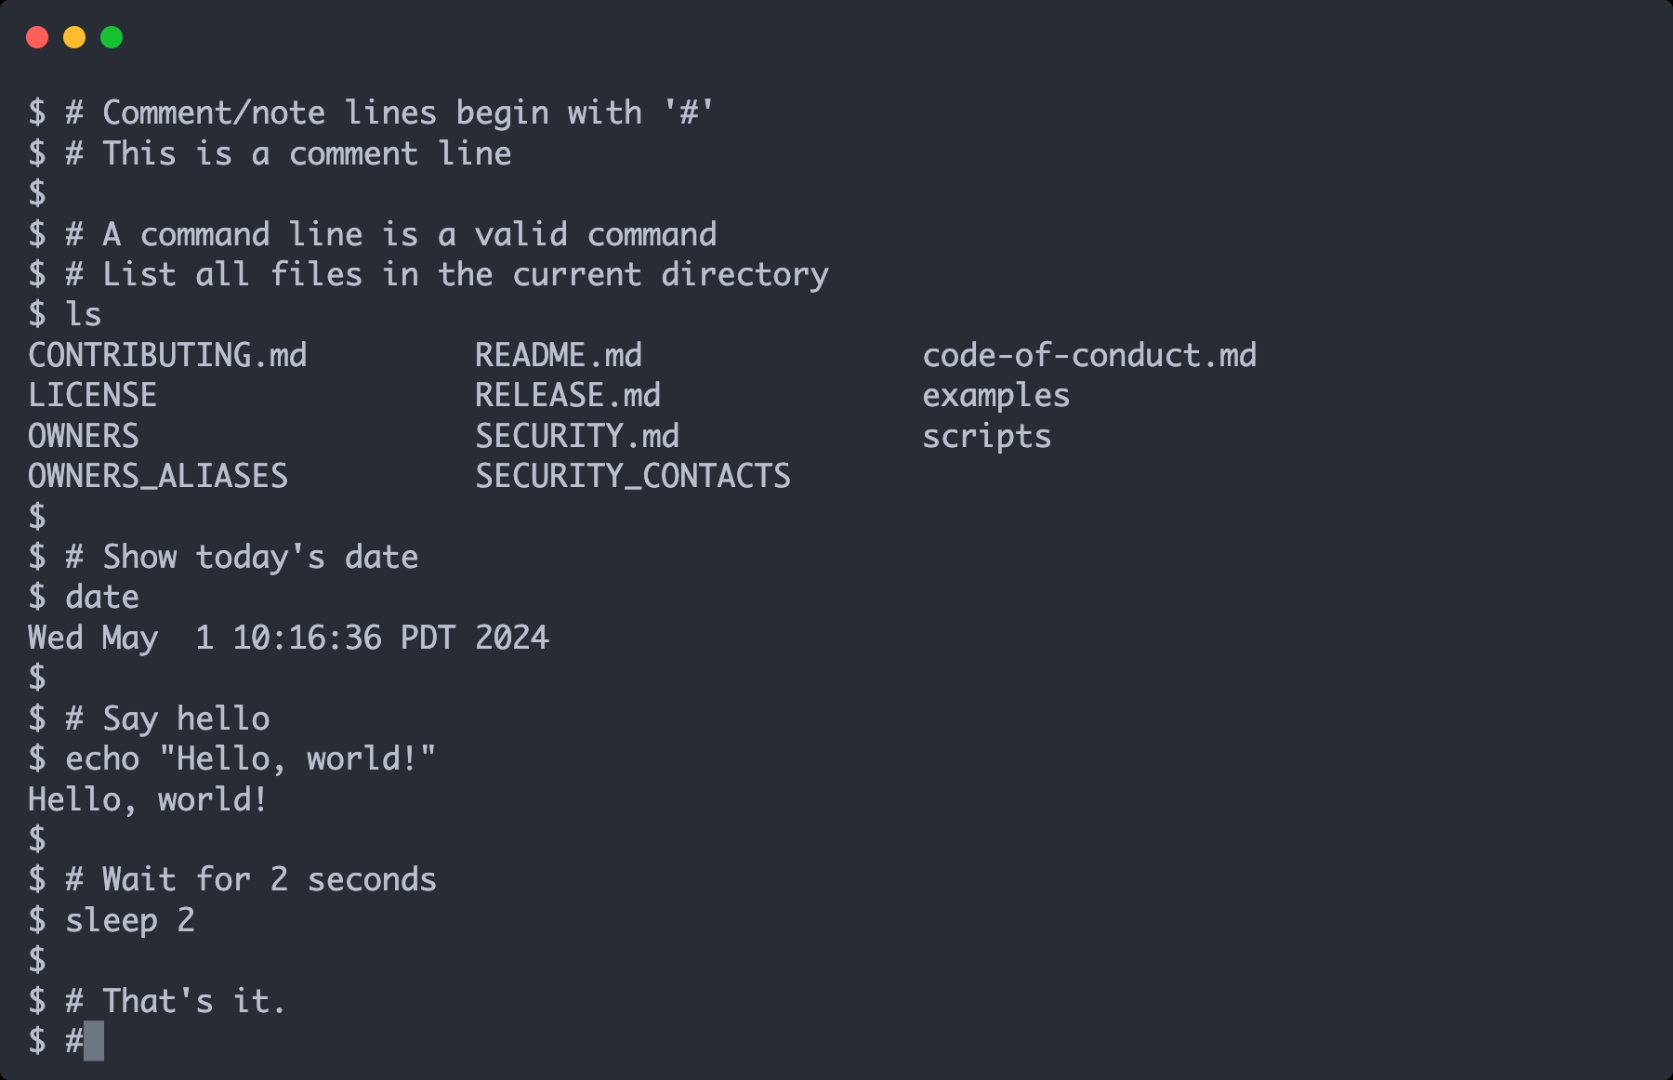 $ # Comment/note lines begin with '#'
$ # This is a comment line
$
$ # A command line is a valid command
$ # List all files in the current directory
$ ls
CONTRIBUTING.md         README.md               code-of-conduct.md
LICENSE                 RELEASE.md              examples
OWNERS                  SECURITY.md             scripts
OWNERS_ALIASES          SECURITY_CONTACTS
$
$ # Show today's date
$ date
Wed May  1 10:16:36 PDT 2024
$
$ # Say hello
$ echo "Hello, world!"
Hello, world!
$
$ # Wait for 2 seconds
$ sleep 2
$
$ # That's it.
$ #